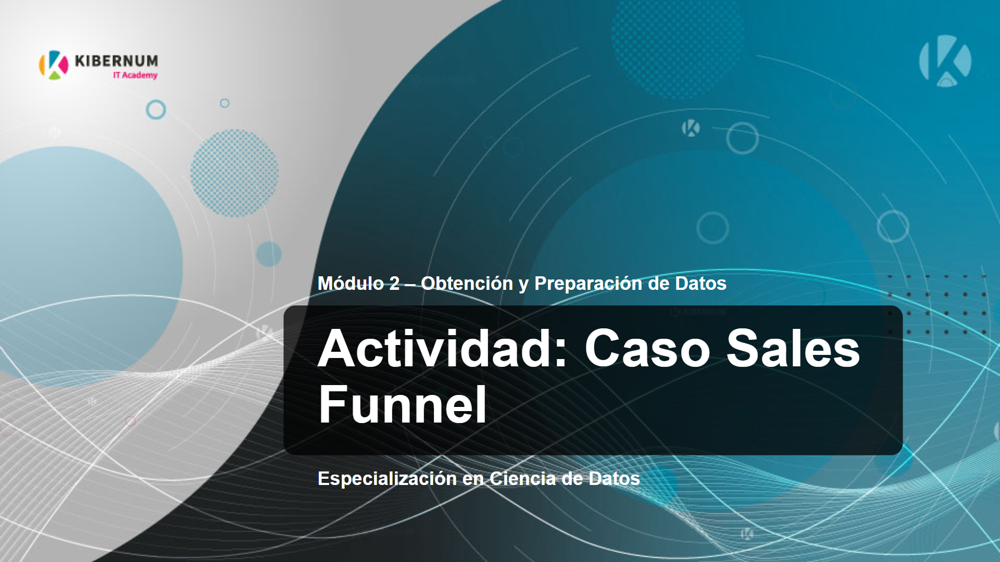 KIBERNUM
IT Academy
Módulo 2 – Obtención y Preparación de Datos
Actividad: Caso Sales
Funnel
Especialización en Ciencia de Datos